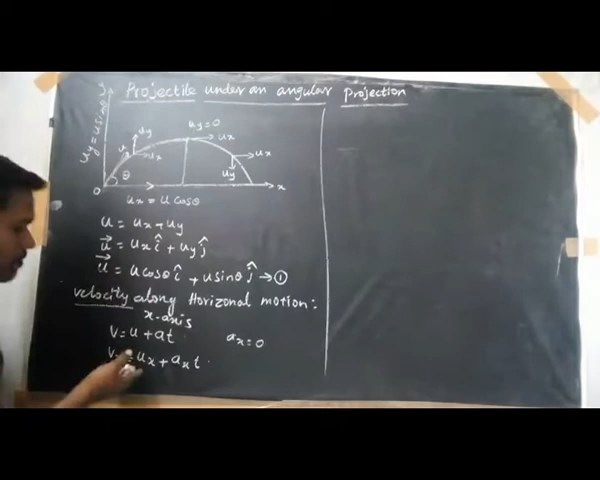 Projectile under an angular Projection
y
uy = u sinθ
uy
uy=0
ux
u
ux
ux
uy
θ
0
x
ux = u cosθ
u = ux + uy
u⃗ = ux î + uy ĵ
u⃗ = u cosθ î + u sinθ ĵ → ①
velocity along Horizonal motion:
x-axis
V = u + at
ax = 0
V = ux + ax t